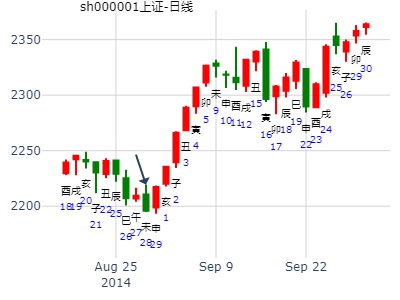 sh000001上证-日线
2350
2300
2250
2200
酉
18
戌
19
亥
20
子
21
丑
22
辰
25
巳
26
午
27
未
28
申
29
亥
1
子
2
丑
3
寅
4
卯
5
未
9
申
10
酉
11
戌
12
丑
15
寅
16
卯
17
辰
18
巳
19
申
22
酉
23
戌
24
亥
25
子
26
卯
29
辰
30
Aug 25
Sep 9
Sep 22
2014